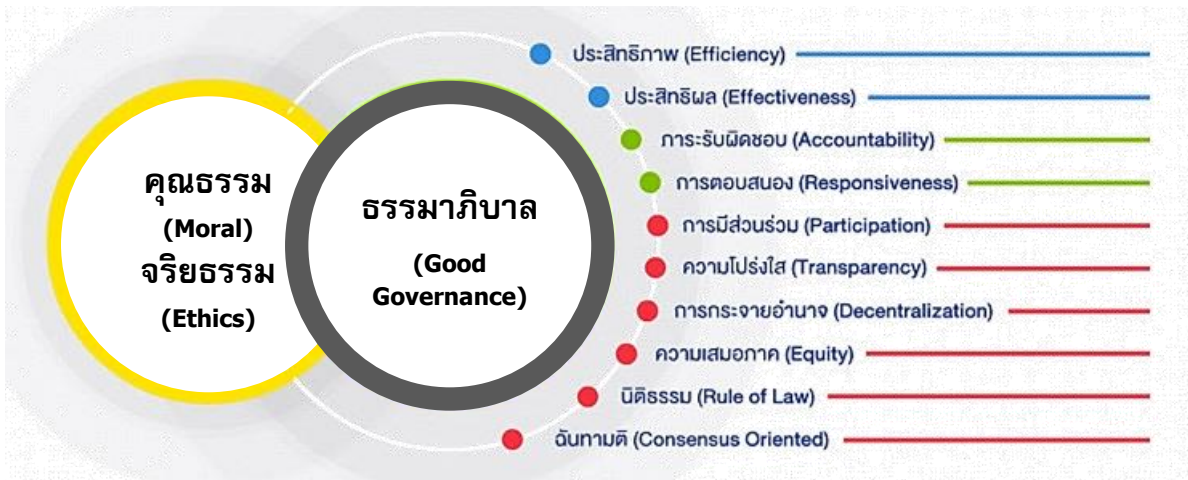 คุณธรรม
(Moral)
จริยธรรม
(Ethics)
ธรรมาภิบาล
(Good
Governance)
ประสิทธิภาพ (Efficiency)
ประสิทธิผล (Effectiveness)
ภาระรับผิดชอบ (Accountability)
การตอบสนอง (Responsiveness)
การมีส่วนร่วม (Participation)
ความโปร่งใส (Transparency)
การกระจายอำนาจ (Decentralization)
ความเสมอภาค (Equity)
นิติธรรม (Rule of Law)
ฉันทามติ (Consensus Oriented)